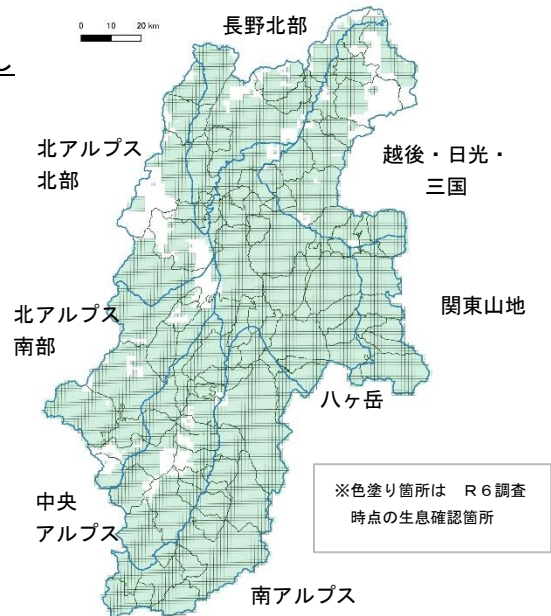 0 10 20 km
長野北部
し
北アルプス
北部
越後・日光・
三国
関東山地
北アルプス
南部
八ヶ岳
※色塗り箇所は R6調査
時点の生息確認箇所
中央
アルプス
南アルプス